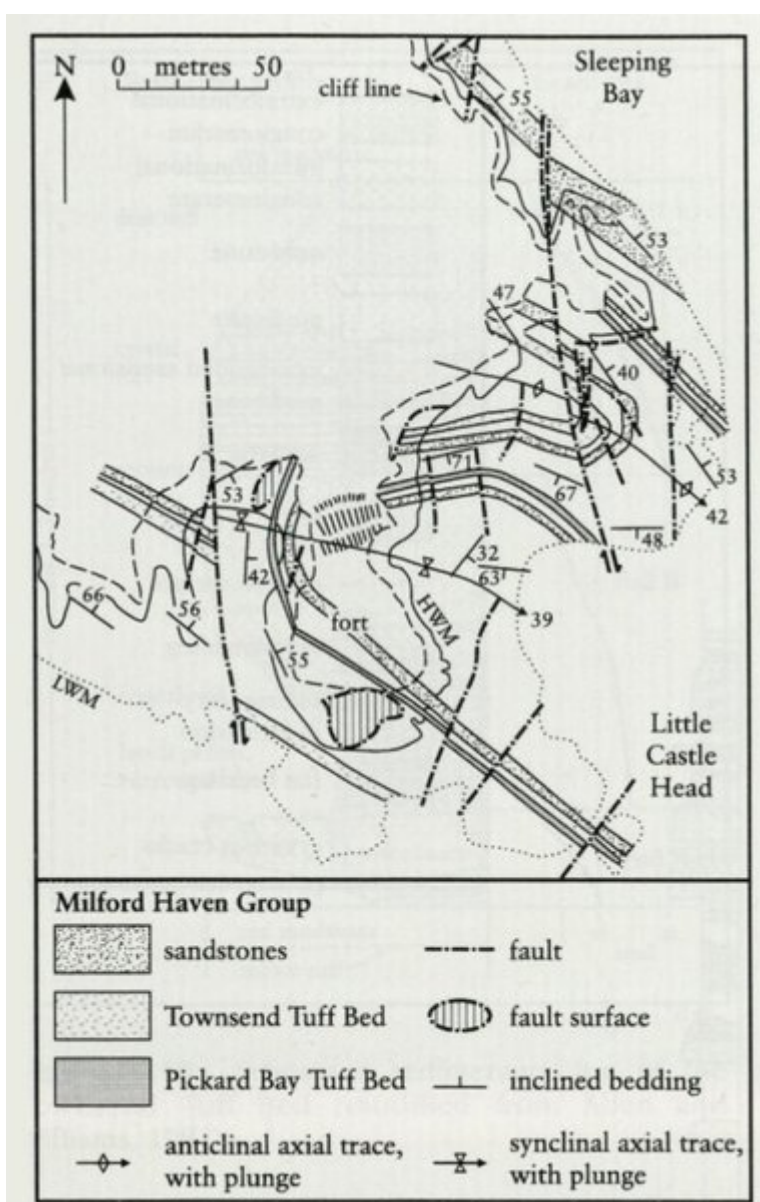 N
0 metres 50
cliff line
Sleeping
Bay
55
53
47
40
53
42
71
67
48
53
42
32
63
39
66
56
fort
HWM
55
LWM
Little
Castle
Head
Milford Haven Group
sandstones
fault
Townsend Tuff Bed
fault surface
Pickard Bay Tuff Bed
inclined bedding
anticlinal axial trace,
with plunge
synclinal axial trace,
with plunge